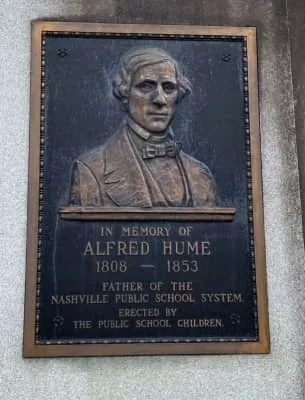 IN MEMORY OF
ALFRED HUME
1808 — 1853
FATHER OF THE
NASHVILLE PUBLIC SCHOOL SYSTEM.
ERECTED BY
THE PUBLIC SCHOOL CHILDREN.